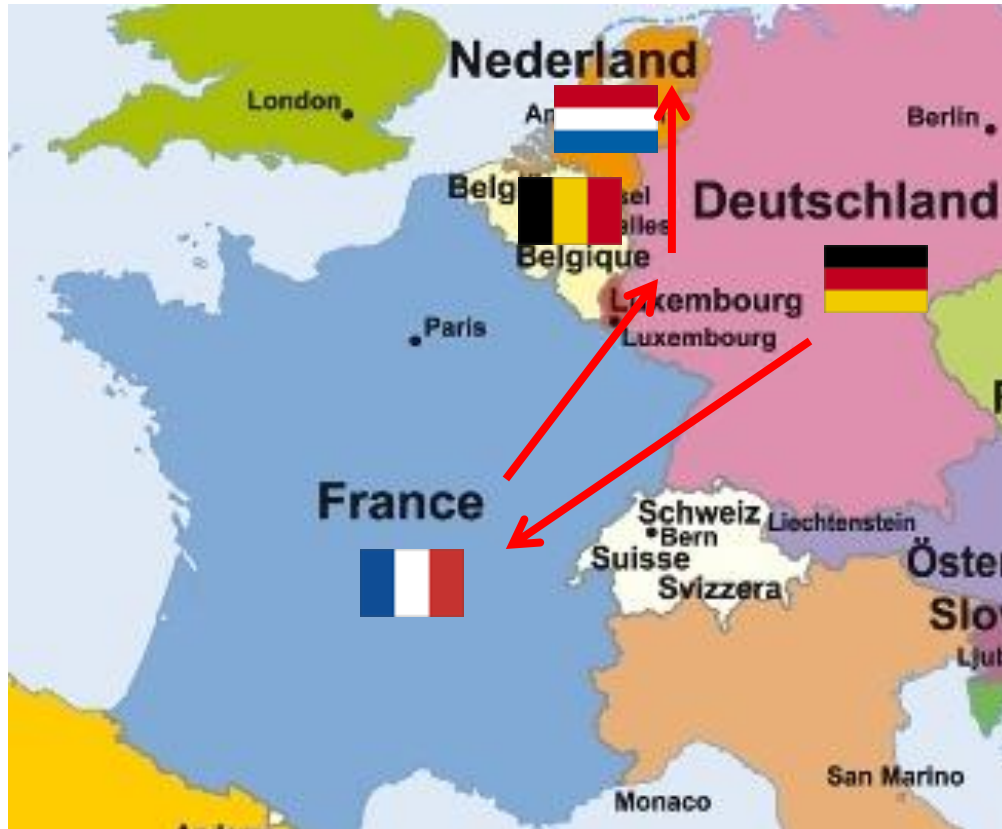 Nederland
London
Berlin
Deutschland
Belgique
Luxembourg
Luxembourg
Paris
France
Schweiz
Liechtenstein
Bern
Suisse
Svizzera
San Marino
Monaco